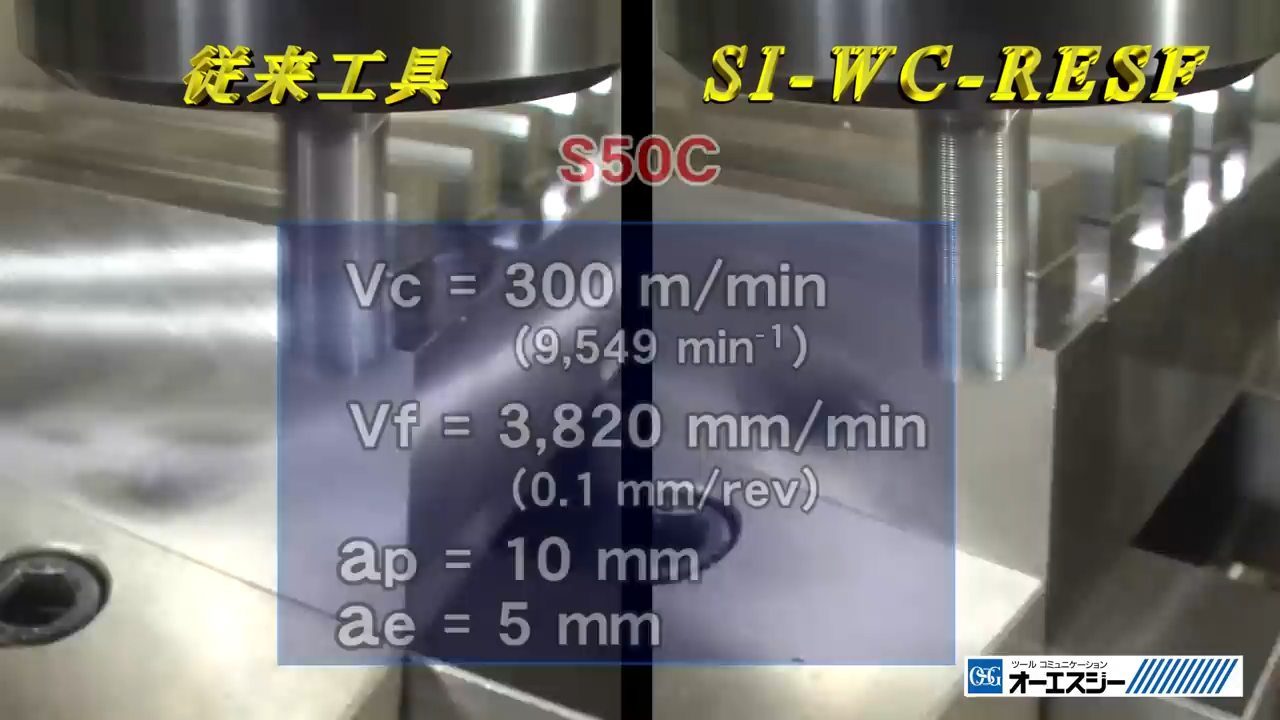 従来工具
SI-WC-RESF
S50C
Vc = 300 m/min
(9,549 min⁻¹)
Vf = 3,820 mm/min
(0.1 mm/rev)
ap = 10 mm
ae = 5 mm
OSG
ツール コミュニケーション
オーエスジー